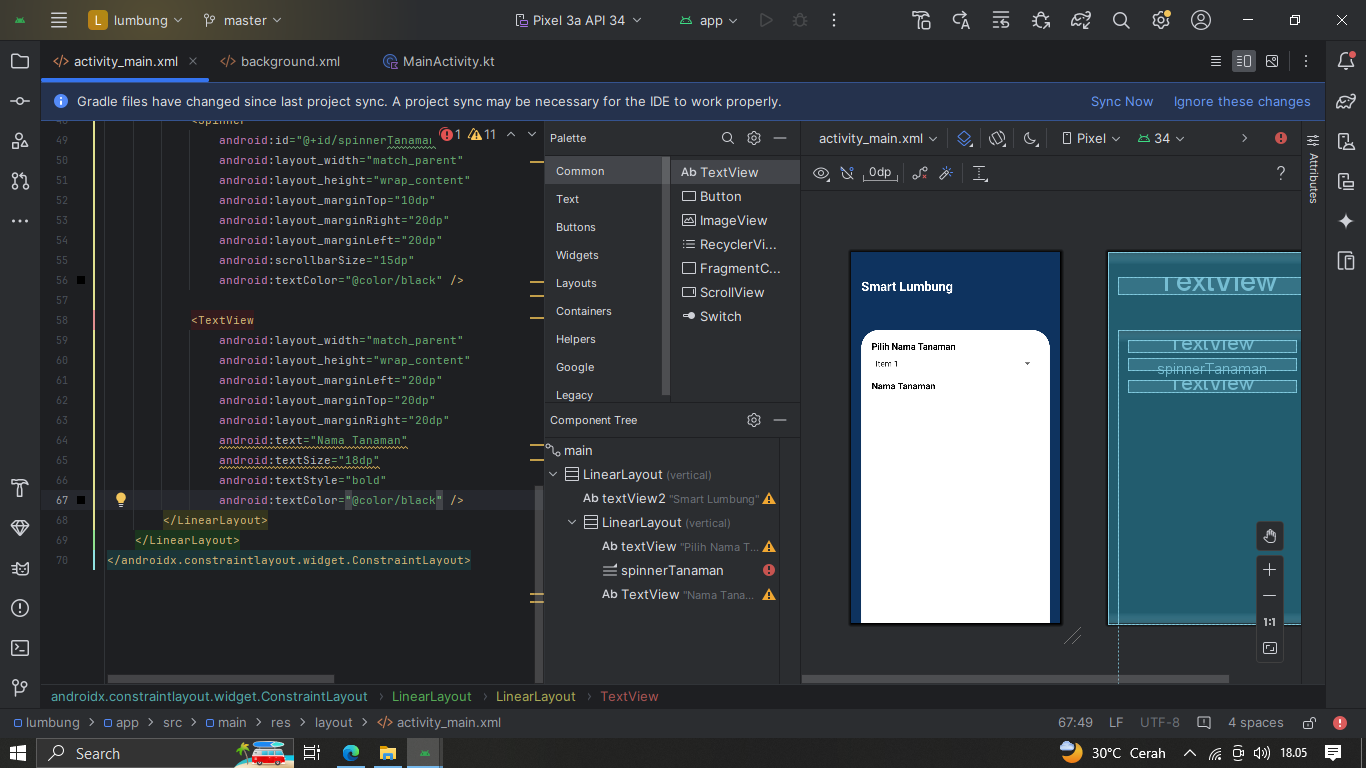 L lumbung master Pixel 3a API 34 app
activity_main.xml background.xml MainActivity.kt
Gradle files have changed since last project sync. A project sync may be necessary for the IDE to work properly. Sync Now Ignore these changes
48 <Spinner
49 android:id="@+id/spinnerTanaman
1 11
50 android:layout_width="match_parent"
51 android:layout_height="wrap_content"
52 android:layout_marginTop="10dp"
53 android:layout_marginRight="20dp"
54 android:layout_marginLeft="20dp"
55 android:scrollbarSize="15dp"
56 android:textColor="@color/black" />
57
58 <TextView
59 android:layout_width="match_parent"
60 android:layout_height="wrap_content"
61 android:layout_marginLeft="20dp"
62 android:layout_marginTop="20dp"
63 android:layout_marginRight="20dp"
64 android:text="Nama Tanaman"
65 android:textSize="18dp"
66 android:textStyle="bold"
67 android:textColor="@color/black" />
68 </LinearLayout>
69 </LinearLayout>
70 </androidx.constraintlayout.widget.ConstraintLayout>
Palette
Common
Text
Buttons
Widgets
Layouts
Containers
Helpers
Google
Legacy
Ab TextView
Button
ImageView
RecyclerVi...
FragmentC...
ScrollView
Switch
Component Tree
main
LinearLayout (vertical)
Ab textView2 "Smart Lumbung"
LinearLayout (vertical)
Ab textView "Pilih Nama T...
spinnerTanaman
Ab TextView "Nama Tana...
activity_main.xml Pixel 34
0dp ?
Attributes
Smart Lumbung
Pilih Nama Tanaman
Item 1
Nama Tanaman
TextView
TextView
spinnerTanaman
TextView
1:1
androidx.constraintlayout.widget.ConstraintLayout LinearLayout LinearLayout TextView
lumbung app src main res layout activity_main.xml 67:49 LF UTF-8 4 spaces
Search 30°C Cerah 18.05